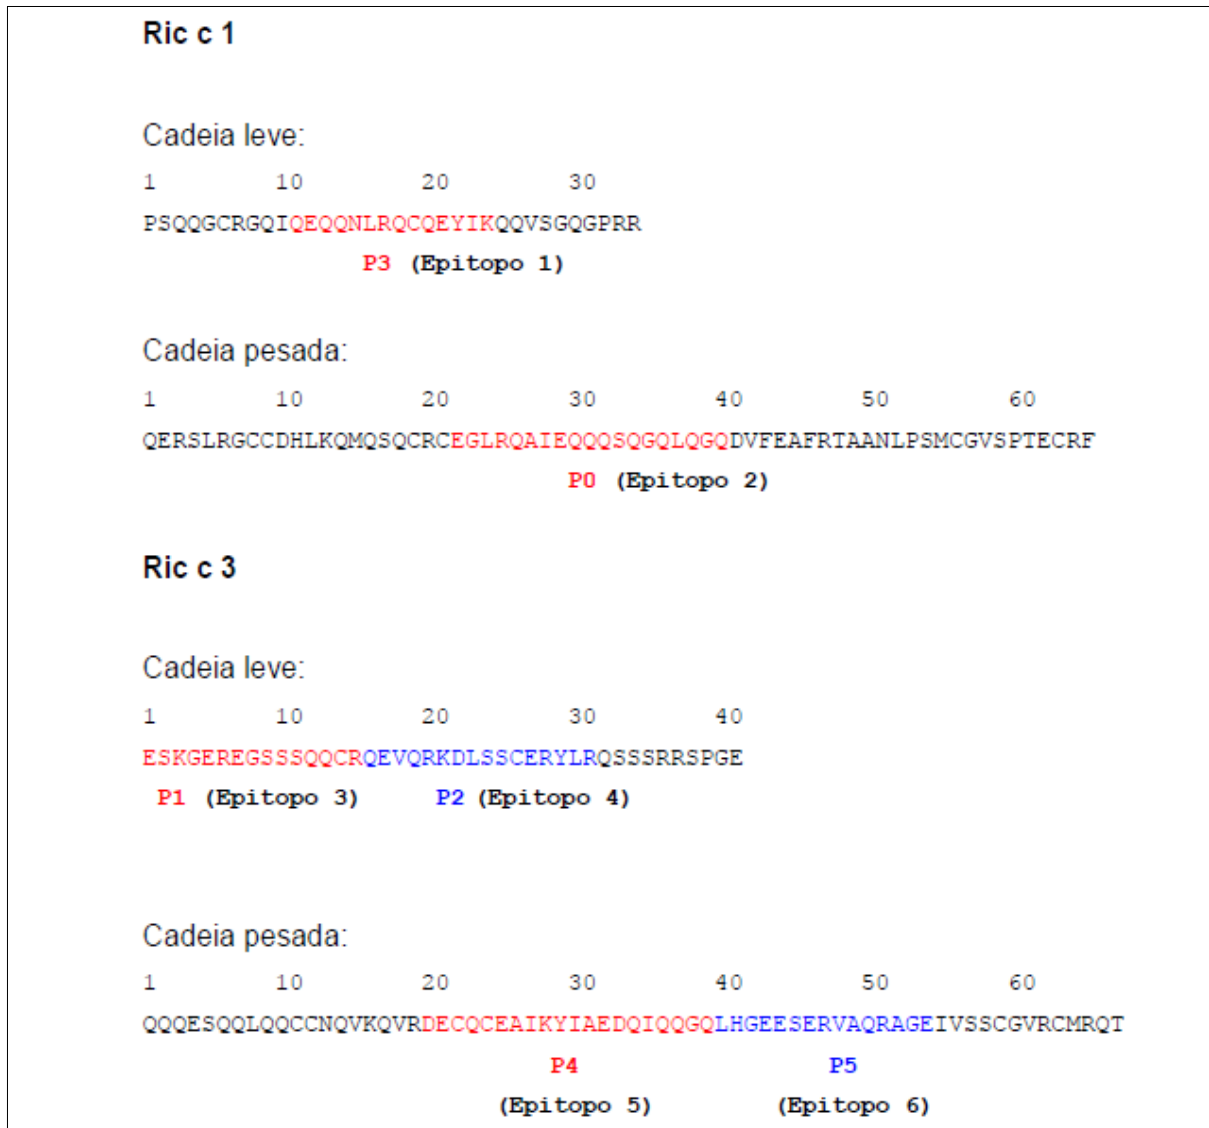 Ric c 1
Cadeia leve:
1 10 20 30
PSQQGCRGQIQEQQNLRQCQEYIKQQVSGQGPRR
P3 (Epitopo 1)
Cadeia pesada:
1 10 20 30 40 50 60
QERSLRGCCDHLKQMQSQCRCEGLRQAIEQQQSQGQLQGQDVFEAFRTAANLPSMCGVSPTECRF
P0 (Epitopo 2)
Ric c 3
Cadeia leve:
1 10 20 30 40
ESKGEREGSSSQQCRQEVQRKDLSSCERYLRQSSSRRSPGE
P1 (Epitopo 3) P2 (Epitopo 4)
Cadeia pesada:
1 10 20 30 40 50 60
QQQESQQLQQCCNQVKQVRDECQCEAIKYIAEDQIQQGQLHGEESERVAQRAGEIVSSCGVRCMRQT
P4 P5
(Epitopo 5) (Epitopo 6)